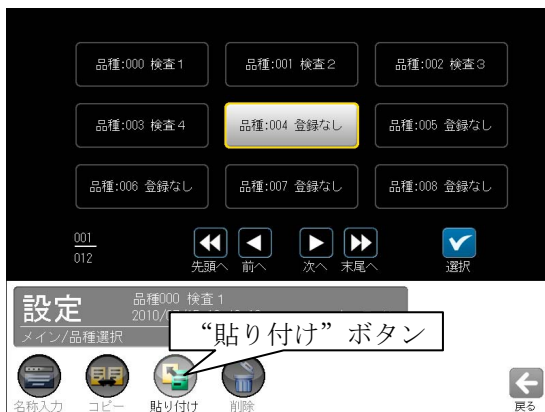 品種:000 検査1
品種:001 検査2
品種:002 検査3
品種:003 検査4
品種:004 登録なし
品種:005 登録なし
品種:006 登録なし
品種:007 登録なし
品種:008 登録なし
001
012
先頭へ
前へ
次へ
末尾へ
選択
設定
品種000 検査1
メイン/品種選択
“貼り付け”ボタン
名称入力
コピー
貼り付け
削除
戻る